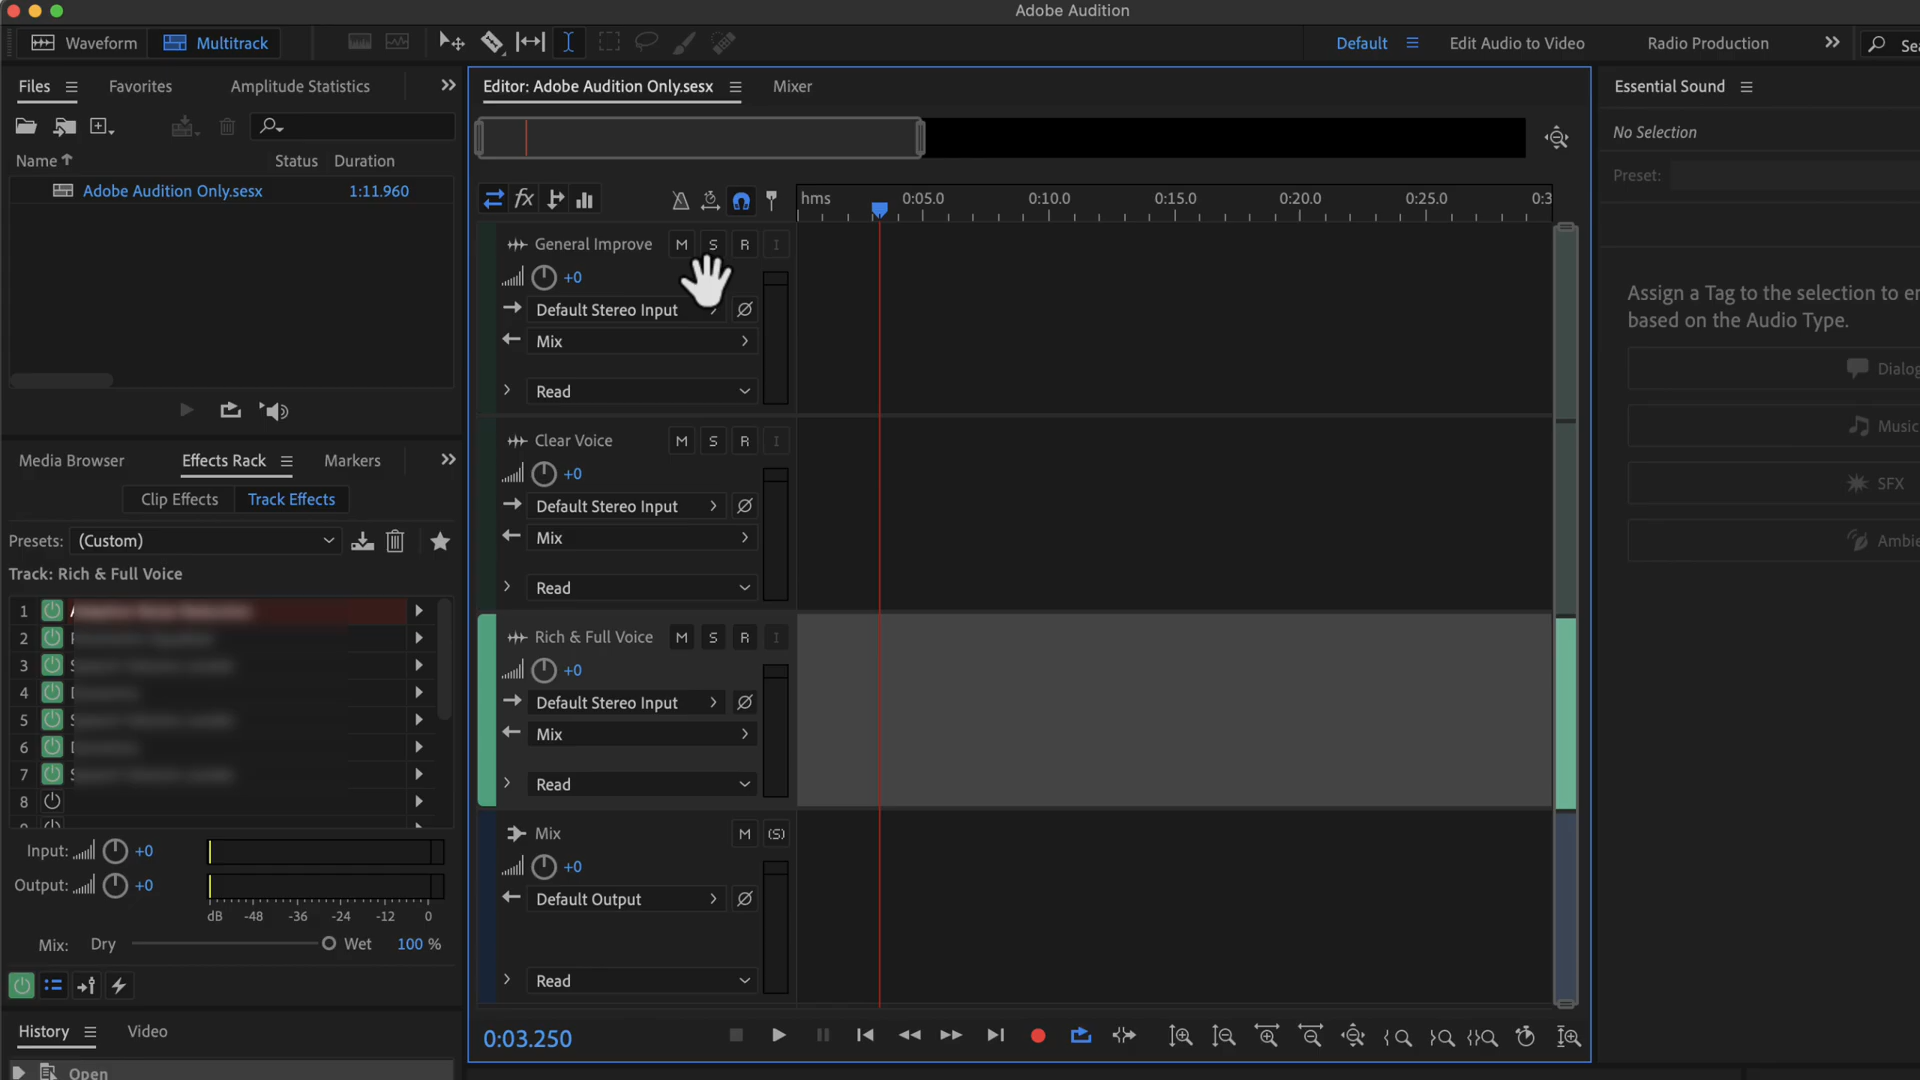 Adobe Audition
Waveform Multitrack Default Edit Audio to Video Radio Production Sea
Files Favorites Amplitude Statistics
Editor: Adobe Audition Only.sesx Mixer
Essential Sound
No Selection
Preset:
Name Status Duration
Adobe Audition Only.sesx 1:11.960
hms 0:05.0 0:10.0 0:15.0 0:20.0 0:25.0 0:3
General Improve M S R I
+0
Default Stereo Input
Mix
Read
Assign a Tag to the selection to en
based on the Audio Type.
Dialog
Music
SFX
Ambie
Clear Voice M S R I
+0
Default Stereo Input
Mix
Read
Media Browser Effects Rack Markers
Clip Effects Track Effects
Presets: (Custom)
Track: Rich & Full Voice
1
2
3
4
5
6
7
8
Rich & Full Voice M S R I
+0
Default Stereo Input
Mix
Read
Mix M (S)
+0
Default Output
Read
Input: +0
Output: +0
dB -48 -36 -24 -12 0
Mix: Dry Wet 100 %
History Video
Open
0:03.250